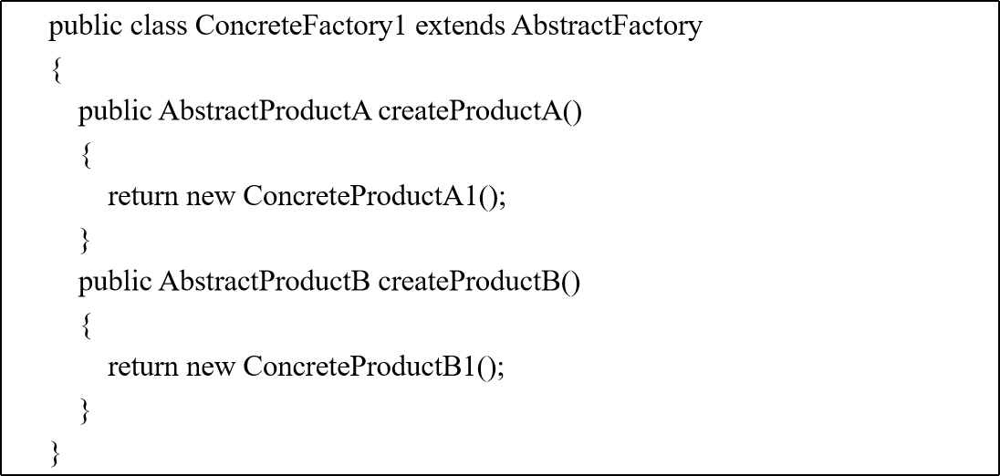 public class ConcreteFactory1 extends AbstractFactory
{
public AbstractProductA createProductA()
{
return new ConcreteProductA1();
}
public AbstractProductB createProductB()
{
return new ConcreteProductB1();
}
}